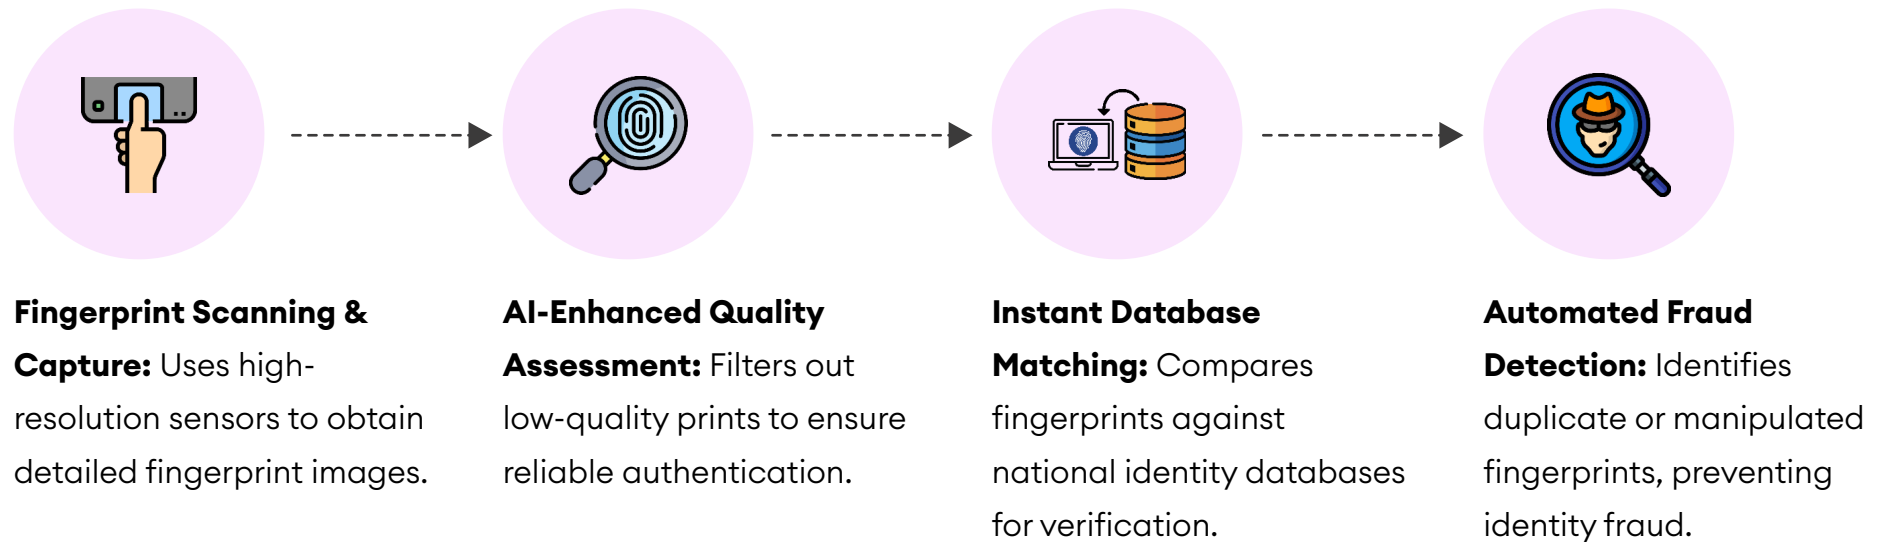 Fingerprint Scanning &
Capture: Uses high-
resolution sensors to obtain
detailed fingerprint images.
AI-Enhanced Quality
Assessment: Filters out
low-quality prints to ensure
reliable authentication.
Instant Database
Matching: Compares
fingerprints against
national identity databases
for verification.
Automated Fraud
Detection: Identifies
duplicate or manipulated
fingerprints, preventing
identity fraud.